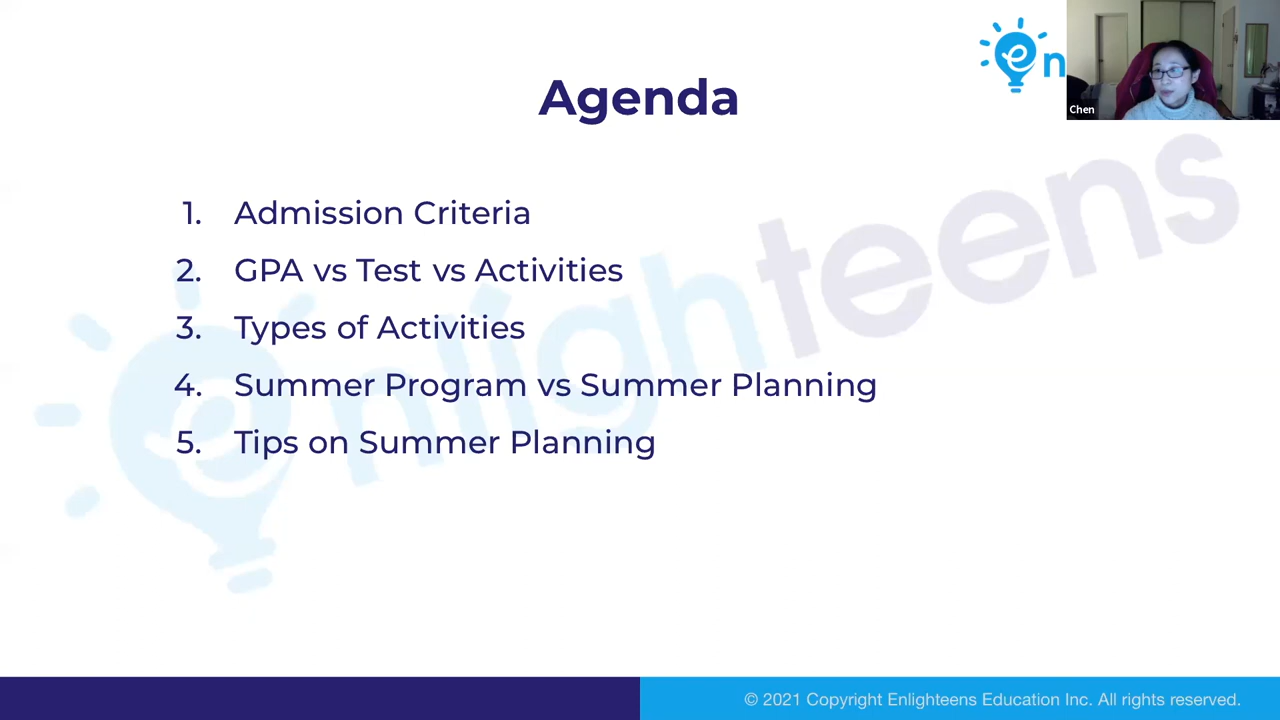 Agenda
en
Chen
1. Admission Criteria
2. GPA vs Test vs Activities
3. Types of Activities
4. Summer Program vs Summer Planning
5. Tips on Summer Planning
enlighteens
© 2021 Copyright Enlighteens Education Inc. All rights reserved.